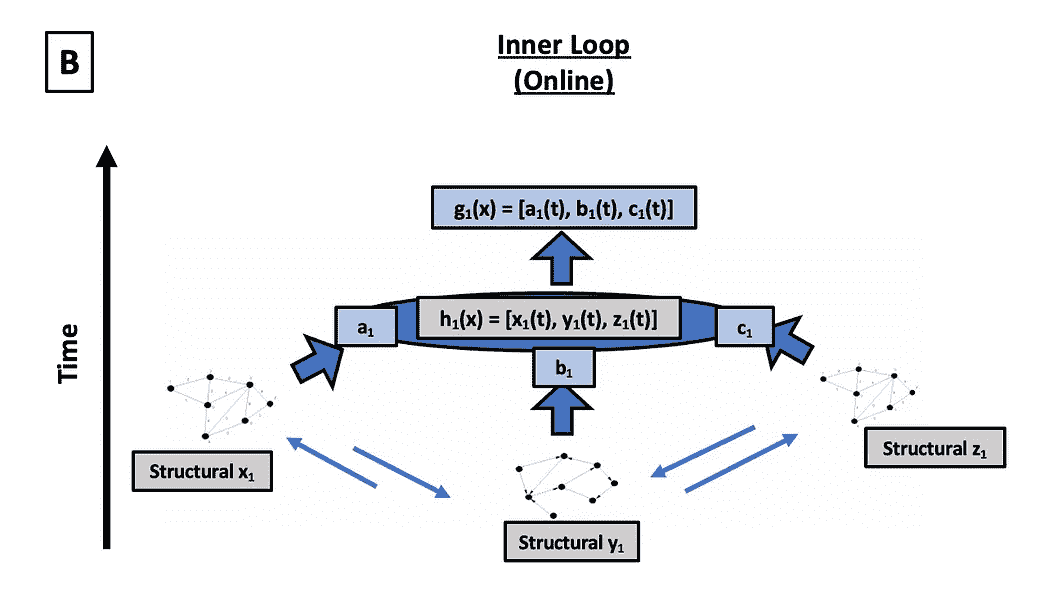 B
Inner Loop
(Online)
g₁(x) = [a₁(t), b₁(t), c₁(t)]
h₁(x) = [x₁(t), y₁(t), z₁(t)]
a₁
c₁
b₁
Time
Structural x₁
Structural z₁
Structural y₁